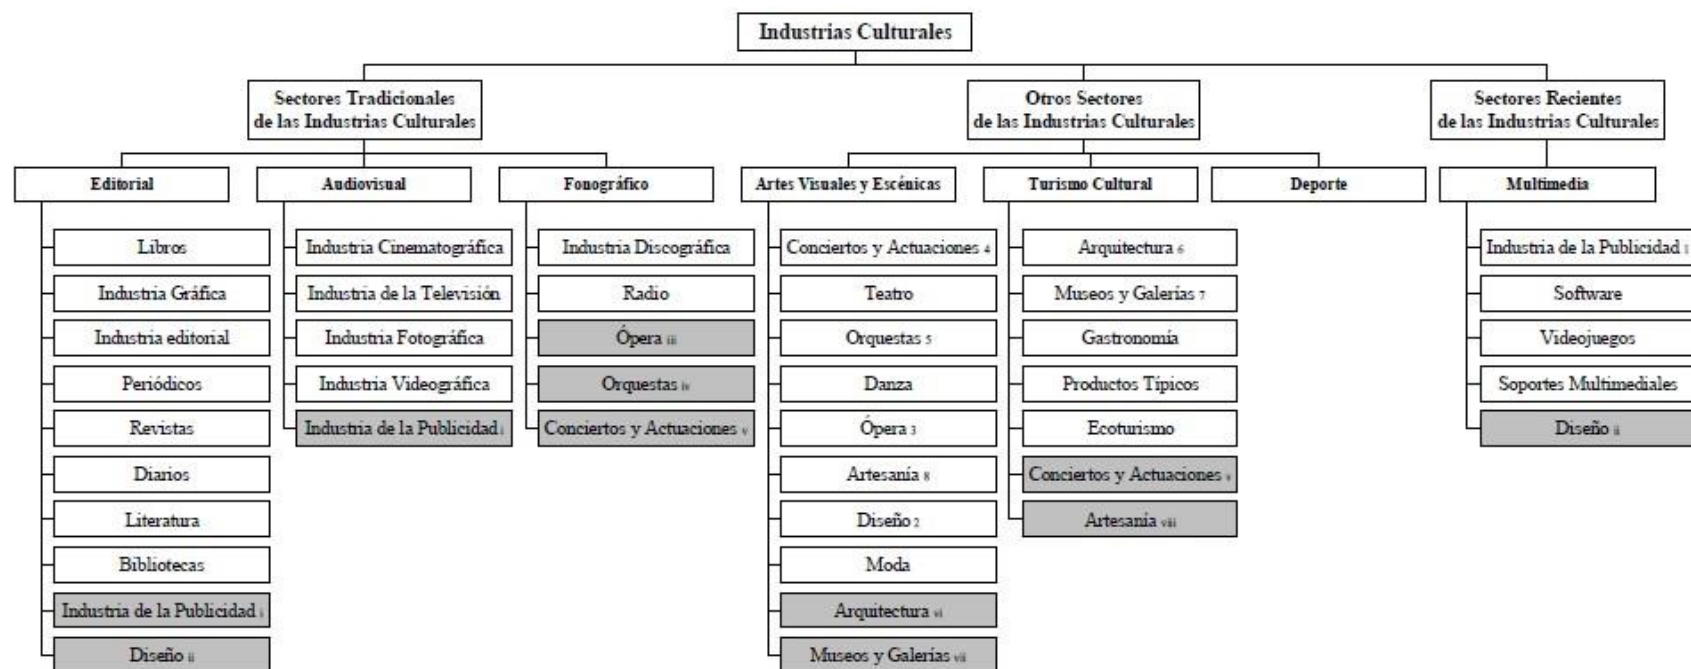 Industrias Culturales
Sectores Tradicionales
de las Industrias Culturales
Otros Sectores
de las Industrias Culturales
Sectores Recientes
de las Industrias Culturales
Editorial
Audiovisual
Fonográfico
Artes Visuales y Escénicas
Turismo Cultural
Deporte
Multimedia
Libros
Industria Gráfica
Industria editorial
Periódicos
Revistas
Diarios
Literatura
Bibliotecas
Industria de la Publicidad i
Diseño ii
Industria Cinematográfica
Industria de la Televisión
Industria Fotográfica
Industria Videográfica
Industria de la Publicidad i
Industria Discográfica
Radio
Ópera iii
Orquestas iv
Conciertos y Actuaciones v
Conciertos y Actuaciones 4
Teatro
Orquestas 5
Danza
Ópera 3
Artesanía 8
Diseño 2
Moda
Arquitectura vi
Museos y Galerías vii
Arquitectura 6
Museos y Galerías 7
Gastronomía
Productos Típicos
Ecoturismo
Conciertos y Actuaciones v
Artesanía viii
Industria de la Publicidad 1
Software
Videojuegos
Soportes Multimediales
Diseño ii